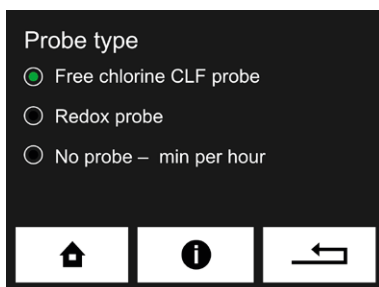 Probe type
Free chlorine CLF probe
Redox probe
No probe – min per hour